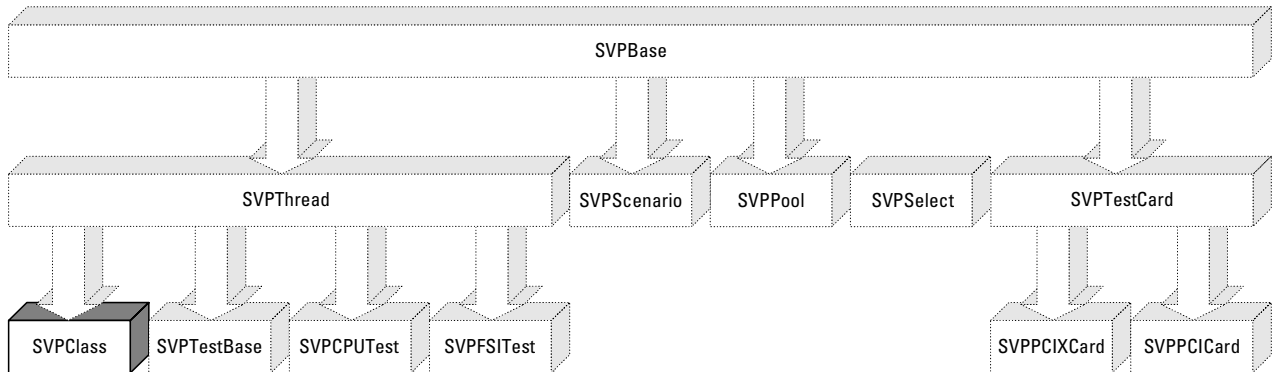 SVPBase
SVPThread
SVPScenario
SVPPool
SVPSelect
SVPTestCard
SVPClass
SVPTestBase
SVPCPUTest
SVPFSITest
SVPPCIXCard
SVPPCICard